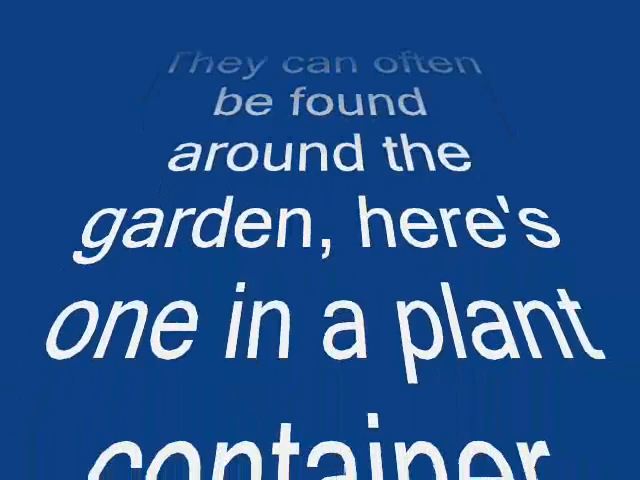 They can often
be found
around the
garden, here's
one in a plant
container